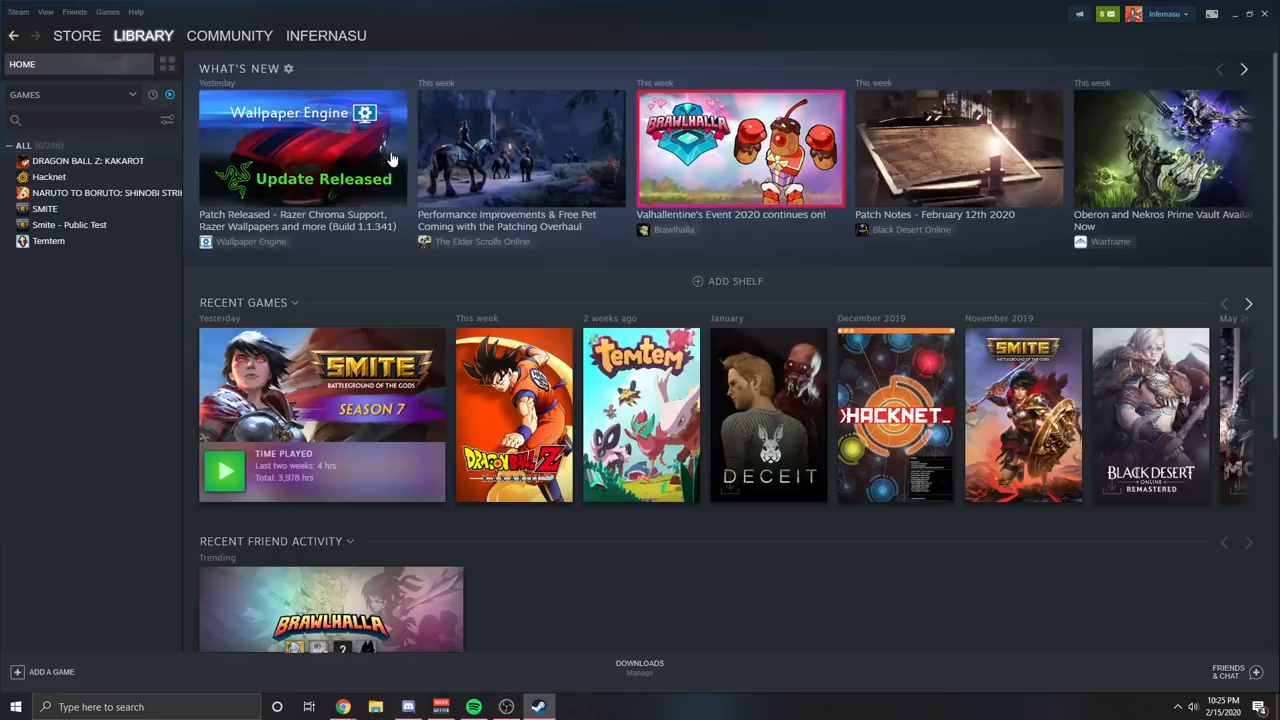 Steam View Friends Games Help
8
Infernasu
STORE LIBRARY COMMUNITY INFERNASU
HOME
GAMES
ALL
DRAGON BALL Z: KAKAROT
Hacknet
NARUTO TO BORUTO: SHINOBI STRIK
SMITE
Smite - Public Test
Temtem
WHAT'S NEW
Yesterday
Wallpaper Engine
Update Released
Patch Released - Razer Chroma Support,
Razer Wallpapers and more (Build 1.1.341)
Wallpaper Engine
This week
Performance Improvements & Free Pet
Coming with the Patching Overhaul
The Elder Scrolls Online
This week
BRAWLHALLA
Valhallentine's Event 2020 continues on!
Brawlhalla
This week
Patch Notes - February 12th 2020
Black Desert Online
This week
Oberon and Nekros Prime Vault Availa
Now
Warframe
ADD SHELF
RECENT GAMES
Yesterday
SMITE
BATTLEGROUND OF THE GODS
SEASON 7
TIME PLAYED
Last two weeks: 4 hrs
Total: 3,978 hrs
This week
DRAGON BALL Z
KAKAROT
2 weeks ago
temtem
January
DECEIT
December 2019
>HACKNET_
November 2019
SMITE
BATTLEGROUND OF THE GODS
BLACK DESERT
ONLINE
REMASTERED
May 2
RECENT FRIEND ACTIVITY
Trending
BRAWLHALLA
?
ADD A GAME
DOWNLOADS
Manage
FRIENDS
& CHAT
Type here to search
10:25 PM
2/15/2020